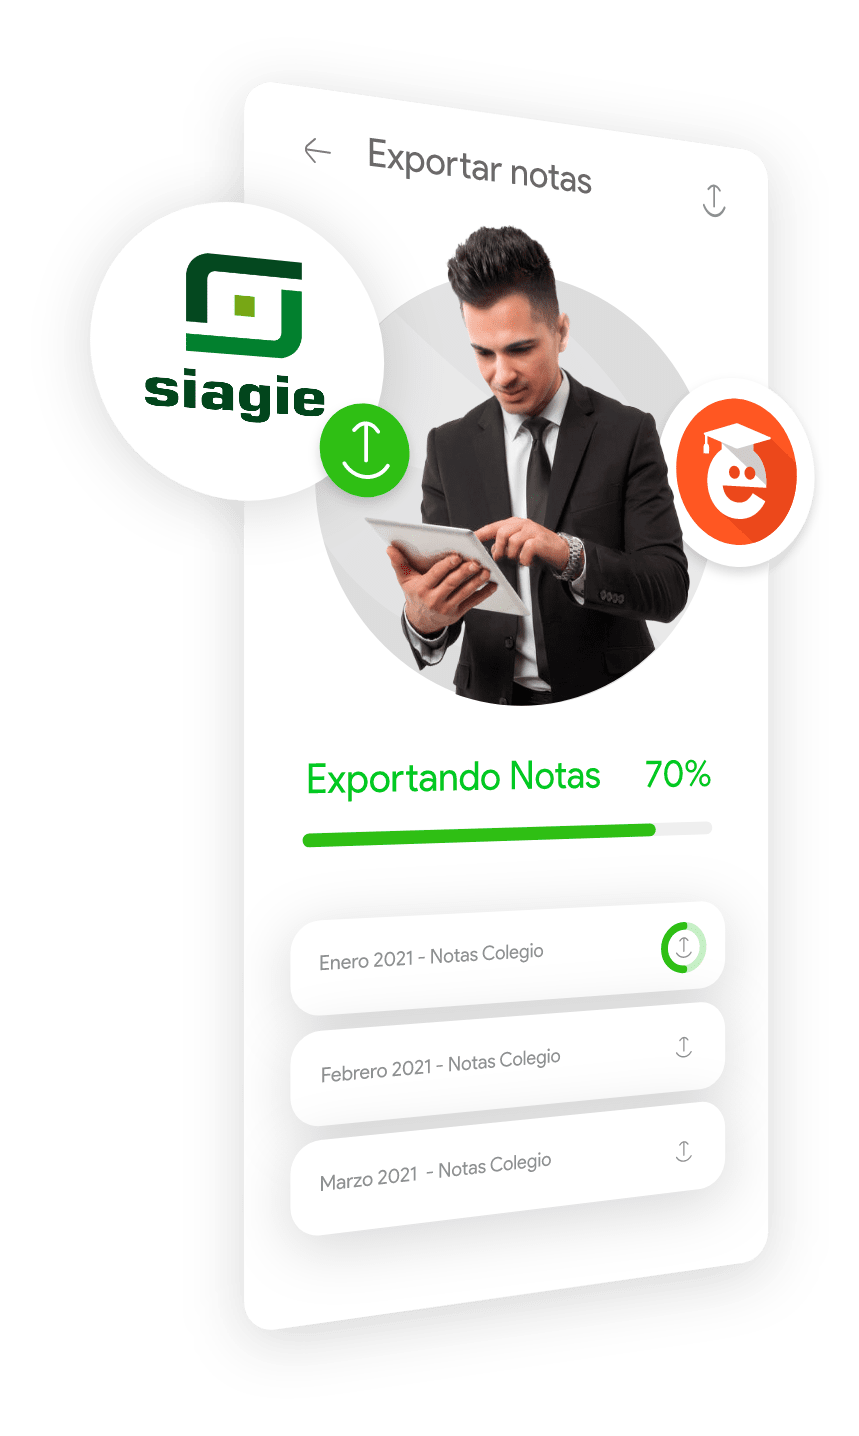 Exportar notas
siagie
Exportando Notas 70%
Enero 2021 - Notas Colegio
Febrero 2021 - Notas Colegio
Marzo 2021 - Notas Colegio